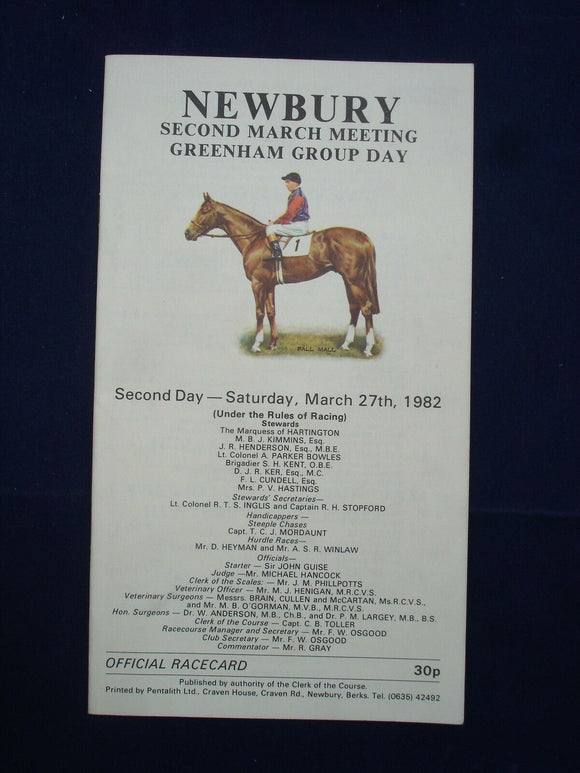 NEWBURY
SECOND MARCH MEETING
GREENHAM GROUP DAY
1
PALL MALL
Second Day — Saturday, March 27th, 1982
(Under the Rules of Racing)
Stewards
The Marquess of HARTINGTON
M. B. J. KIMMINS, Esq.
J. R. HENDERSON, Esq., M.B.E.
Lt. Colonel A. PARKER BOWLES
Brigadier S. H. KENT, O.B.E.
D. J. R. KER, Esq., M.C.
F. L. CUNDELL, Esq.
Mrs. P. V. HASTINGS
Stewards' Secretaries—
Lt. Colonel R. T. S. INGLIS and Captain R. H. STOPFORD
Handicappers —
Steeple Chases
Capt. T. C. J. MORDAUNT
Hurdle Races—
Mr. D. HEYMAN and Mr. A. S. R. WINLAW
Officials—
Starter — Sir JOHN GUISE
Judge —Mr. MICHAEL HANCOCK
Clerk of the Scales: — Mr. J. M. PHILLPOTTS
Veterinary Officer — Mr. M. J. HENIGAN, M.R.C.V.S.
Veterinary Surgeons — Messrs. BRAIN, CULLEN and McCARTAN, Ms.R.C.V.S.,
and Mr. M. B. O'GORMAN, M.V.B., M.R.C.V.S.
Hon. Surgeons — Dr. W. ANDERSON, M.B., Ch.B., and Dr. P. M. LARGEY, M.B., B.S.
Clerk of the Course — Capt. C. B. TOLLER
Racecourse Manager and Secretary — Mr. F. W. OSGOOD
Club Secretary — Mr. F. W. OSGOOD
Commentator — Mr. R. GRAY
OFFICIAL RACECARD 30p
Published by authority of the Clerk of the Course.
Printed by Pentalith Ltd., Craven House, Craven Rd., Newbury, Berks. Tel. (0635) 42492